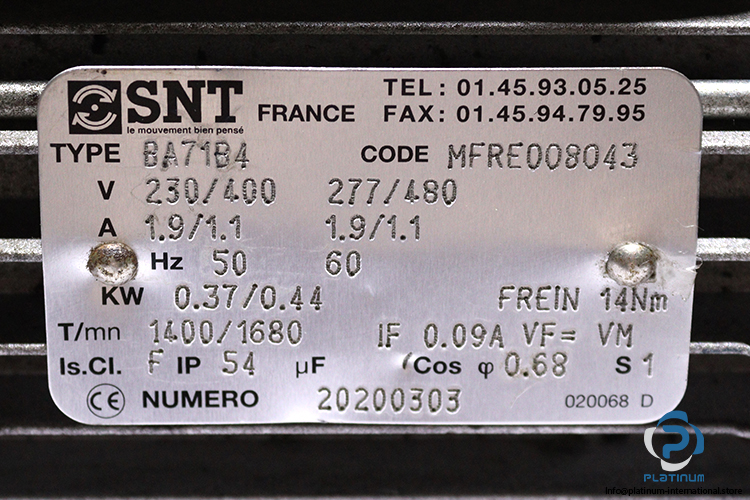 SNT
le mouvement bien pensé
FRANCE
TEL : 01.45.93.05.25
FAX : 01.45.94.79.95
TYPE BA71B4 CODE MFRE008043
V 230/400 277/480
A 1.9/1.1 1.9/1.1
Hz 50 60
KW 0.37/0.44 FREIN 14Nm
T/mn 1400/1680 IF 0.09A VF= VM
Is.Cl. F IP 54 µF Cos φ 0.68 S 1
CE NUMERO 20200303 020068 D
PLATINUM
info@platinum-international.store